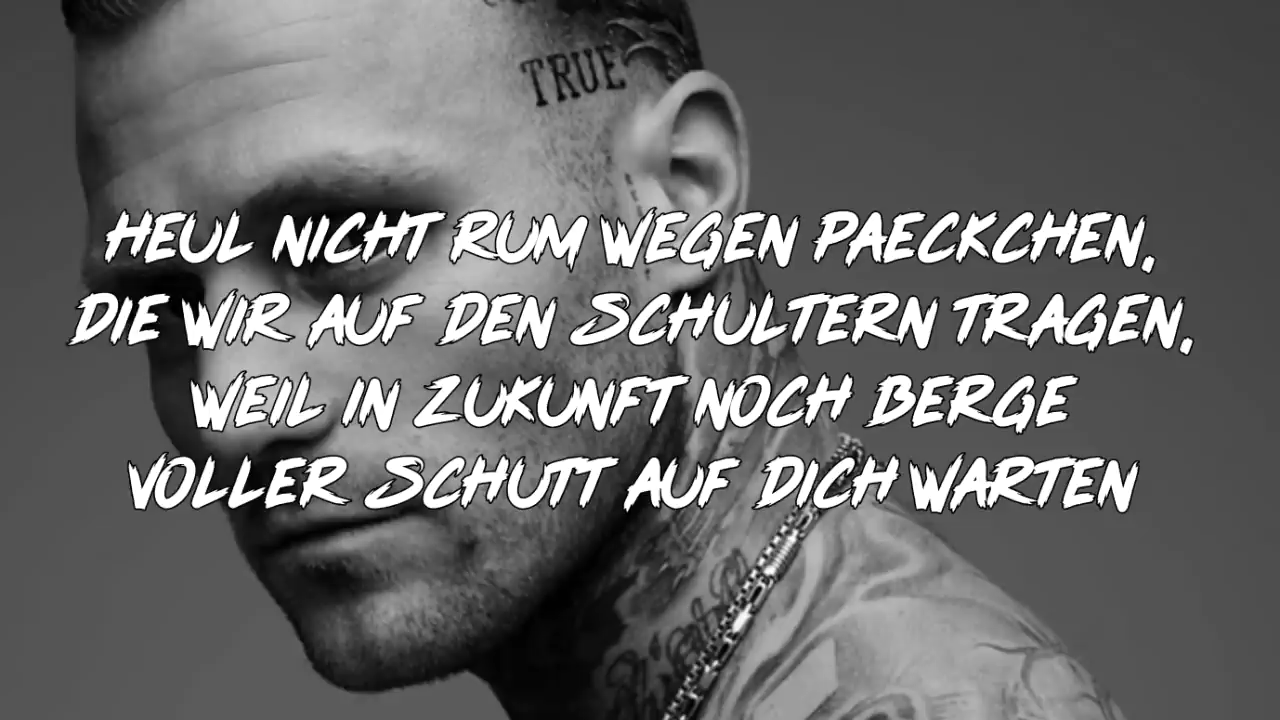 TRUE
HEUL NICHT RUM WEGEN PAECKCHEN,
DIE WIR AUF DEN SCHULTERN TRAGEN,
WEIL IN ZUKUNFT NOCH BERGE
VOLLER SCHUTT AUF DICH WARTEN